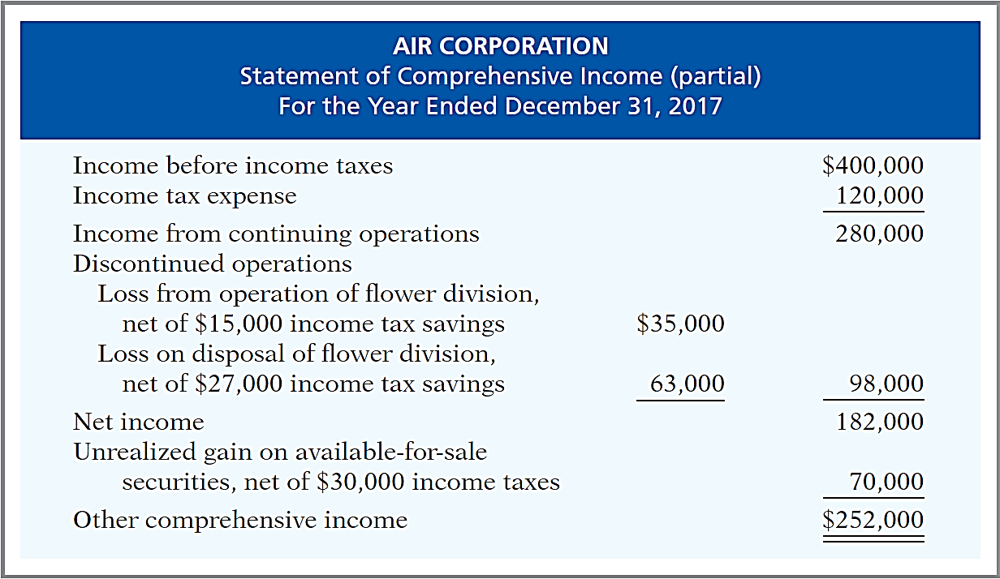 AIR CORPORATION
Statement of Comprehensive Income (partial)
For the Year Ended December 31, 2017
Income before income taxes $400,000
Income tax expense 120,000
Income from continuing operations 280,000
Discontinued operations
Loss from operation of flower division,
net of $15,000 income tax savings $35,000
Loss on disposal of flower division,
net of $27,000 income tax savings 63,000 98,000
Net income 182,000
Unrealized gain on available-for-sale
securities, net of $30,000 income taxes 70,000
Other comprehensive income $252,000